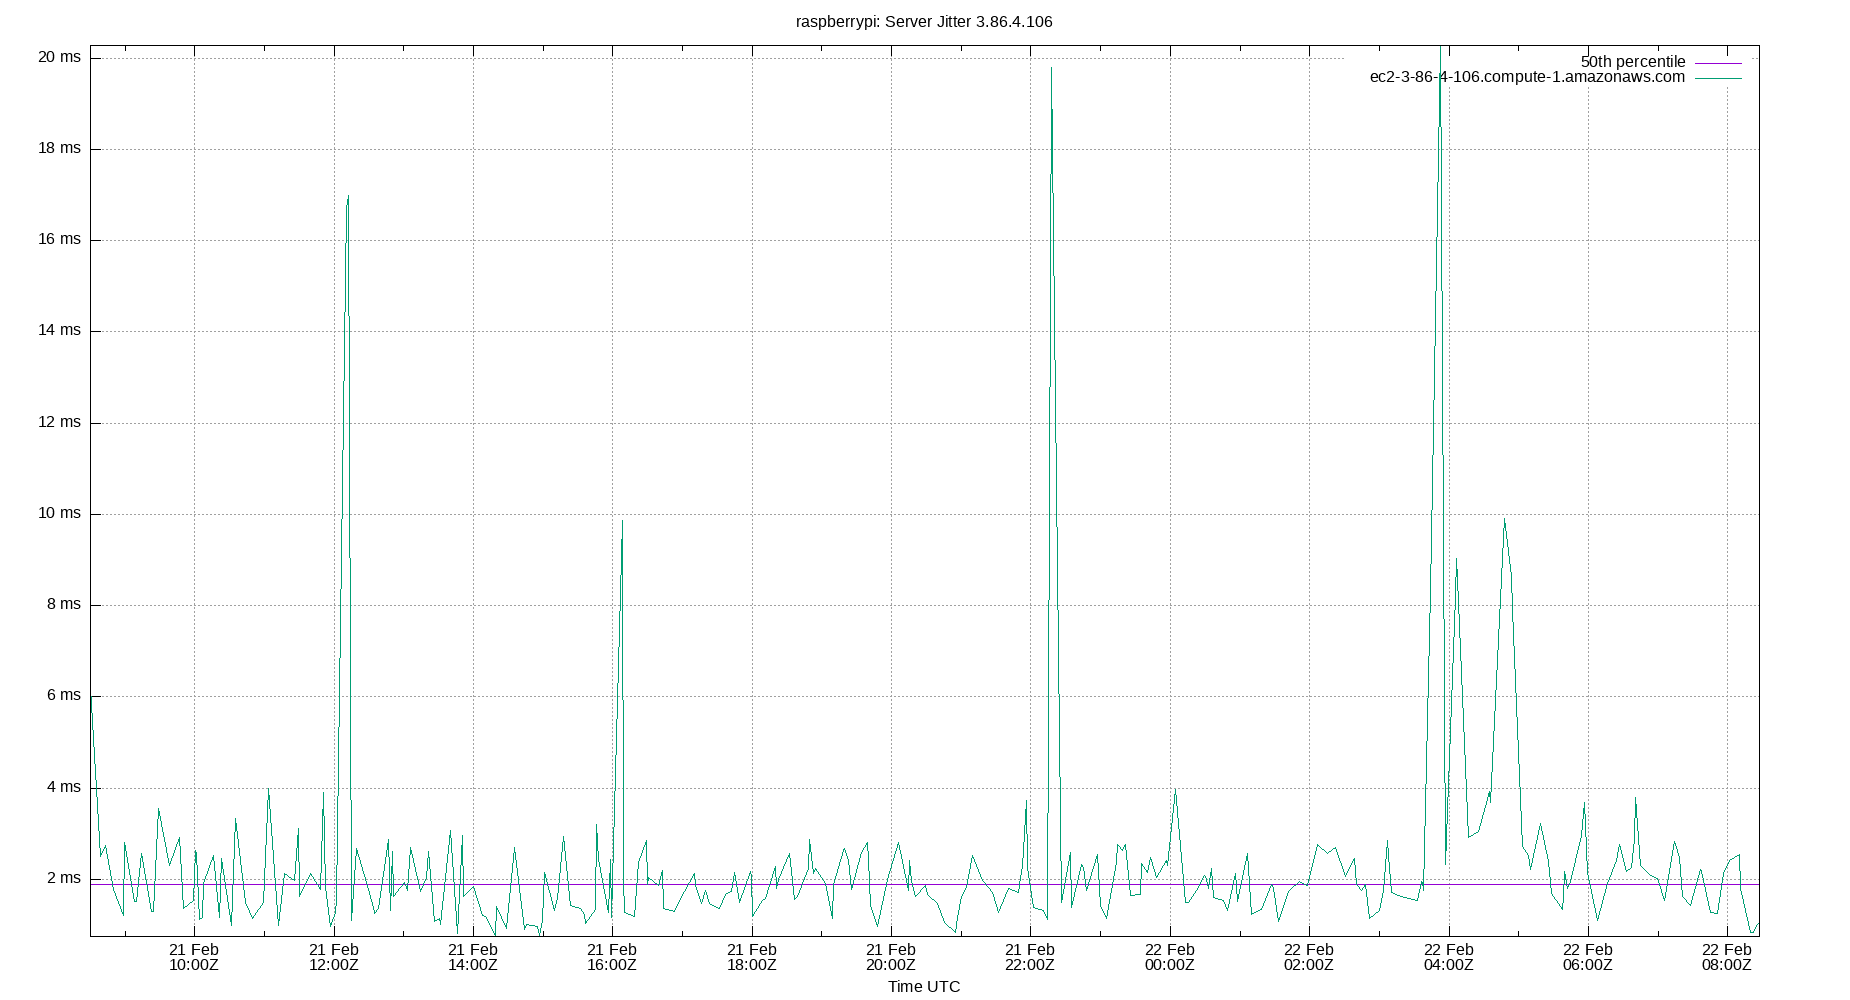 raspberrypi: Server Jitter 3.86.4.106
20 ms
18 ms
16 ms
14 ms
12 ms
10 ms
8 ms
6 ms
4 ms
2 ms
50th percentile
ec2-3-86-4-106.compute-1.amazonaws.com
21 Feb 21 Feb 21 Feb 21 Feb 21 Feb 21 Feb 21 Feb 22 Feb 22 Feb 22 Feb 22 Feb 22 Feb
10:00Z 12:00Z 14:00Z 16:00Z 18:00Z 20:00Z 22:00Z 00:00Z 02:00Z 04:00Z 06:00Z 08:00Z
Time UTC